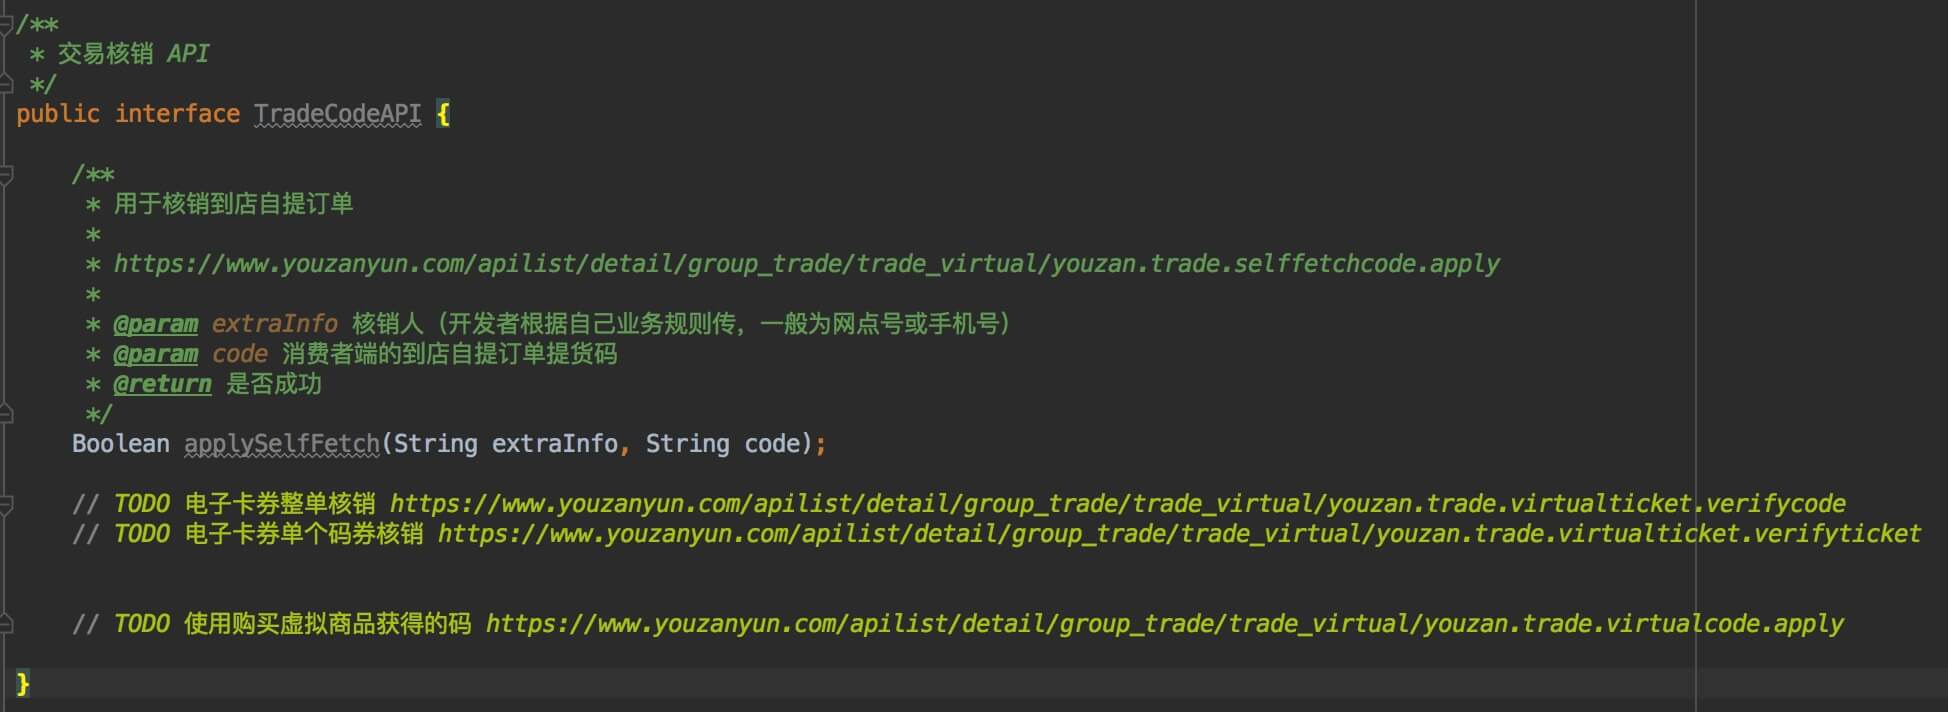 /**
 * 交易核销 API
 */
public interface TradeCodeAPI {
    /**
     * 用于核销到店自提订单
     *
     * https://www.youzanyun.com/apilist/detail/group_trade/trade_virtual/youzan.trade.selffetchcode.apply
     *
     * @param extraInfo 核销人（开发者根据自己业务规则传，一般为网点号或手机号）
     * @param code 消费者端的到店自提订单提货码
     * @return 是否成功
     */
    Boolean applySelfFetch(String extraInfo, String code);
    // TODO 电子卡券整单核销 https://www.youzanyun.com/apilist/detail/group_trade/trade_virtual/youzan.trade.virtualticket.verifycode
    // TODO 电子卡券单个码券核销 https://www.youzanyun.com/apilist/detail/group_trade/trade_virtual/youzan.trade.virtualticket.verifyticket
    // TODO 使用购买虚拟商品获得的码 https://www.youzanyun.com/apilist/detail/group_trade/trade_virtual/youzan.trade.virtualcode.apply
}